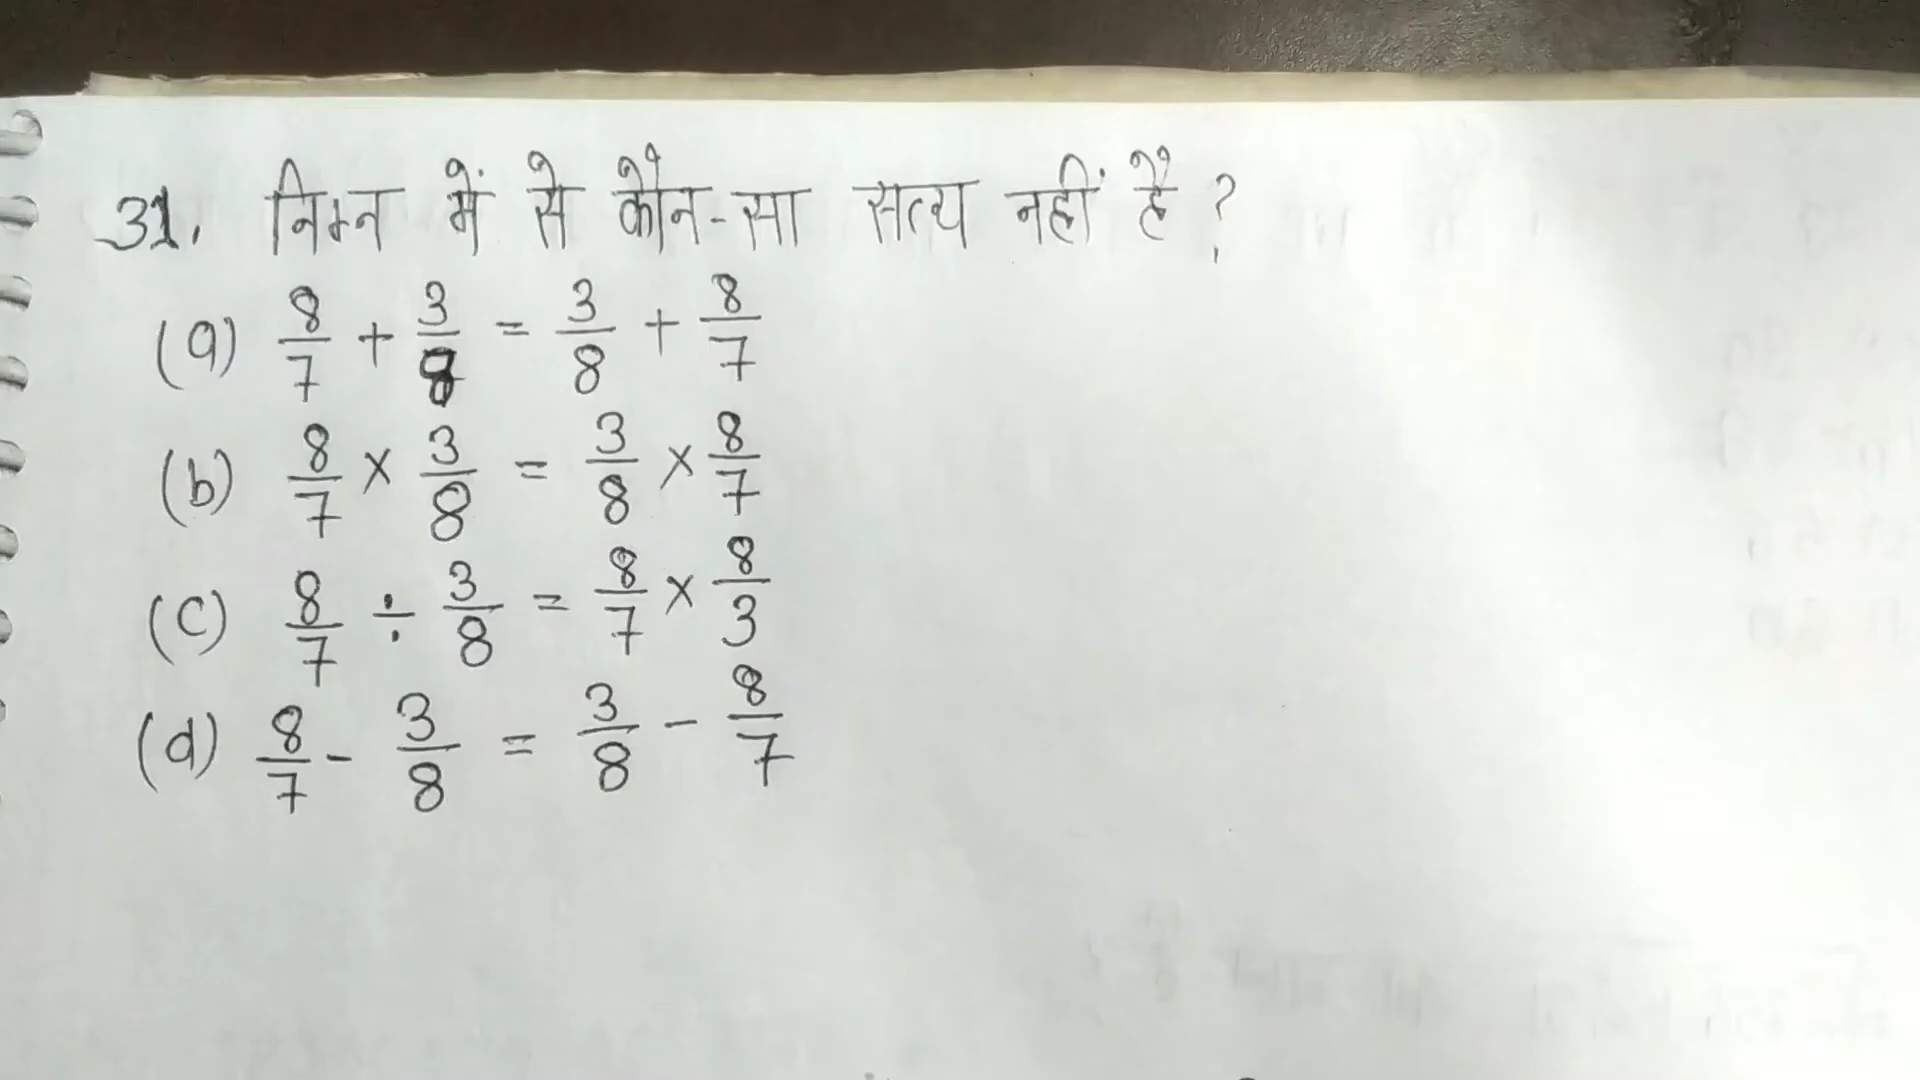 31. निम्न में से कौन-सा सत्य नहीं है ?
(a) 8/7 + 3/8 = 3/8 + 8/7
(b) 8/7 × 3/8 = 3/8 × 8/7
(c) 8/7 ÷ 3/8 = 8/7 × 8/3
(d) 8/7 - 3/8 = 3/8 - 8/7